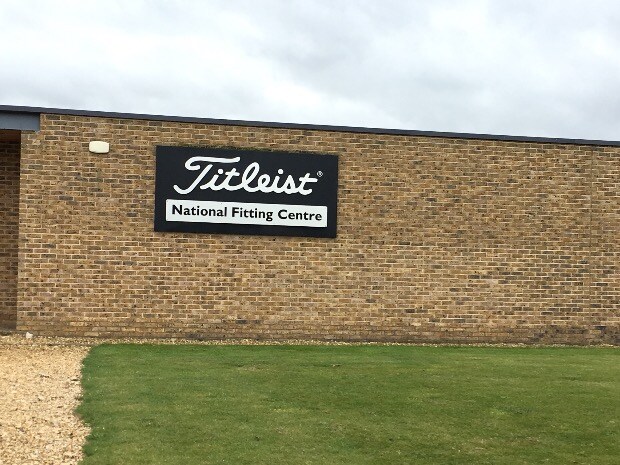 Titleist®
National Fitting Centre